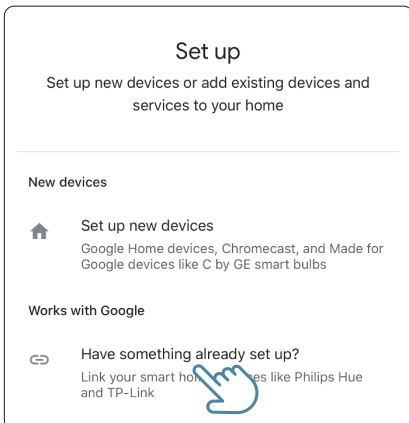 Set up
Set up new devices or add existing devices and
services to your home
New devices
Set up new devices
Google Home devices, Chromecast, and Made for
Google devices like C by GE smart bulbs
Works with Google
Have something already set up?
Link your smart es like Philips Hue
and TP-Link